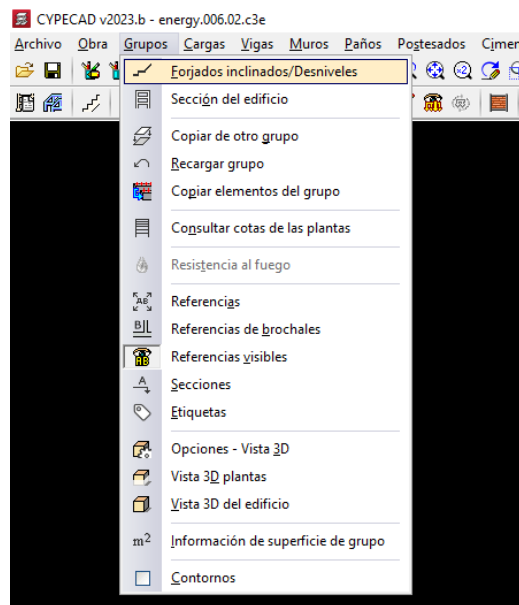 CYPECAD v2023.b - energy.006.02.c3e
Archivo Obra Grupos Cargas Vigas Muros Paños Postesados
Forjados inclinados/Desniveles
Sección del edificio
Copiar de otro grupo
Recargar grupo
Copiar elementos del grupo
Consultar cotas de las plantas
Resistencia al fuego
AB
Referencias
B
Referencias de brochales
AB
Referencias visibles
A
Secciones
Etiquetas
Opciones - Vista 3D
Vista 3D plantas
Vista 3D del edificio
m²
Información de superficie de grupo
Contornos